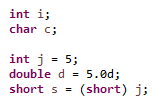 int i;
char c;
int j = 5;
double d = 5.0d;
short s = (short) j;